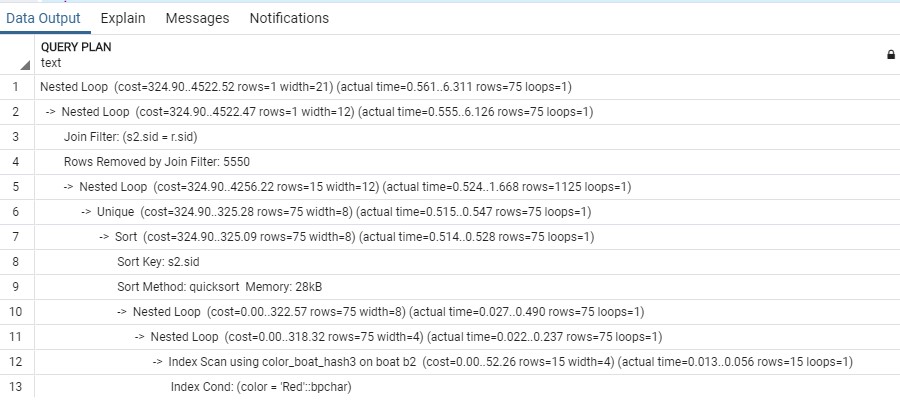 Data Output Explain Messages Notifications
QUERY PLAN
text
1 Nested Loop (cost=324.90..4522.52 rows=1 width=21) (actual time=0.561..6.311 rows=75 loops=1)
2 -> Nested Loop (cost=324.90..4522.47 rows=1 width=12) (actual time=0.555..6.126 rows=75 loops=1)
3 Join Filter: (s2.sid = r.sid)
4 Rows Removed by Join Filter: 5550
5 -> Nested Loop (cost=324.90..4256.22 rows=15 width=12) (actual time=0.524..1.668 rows=1125 loops=1)
6 -> Unique (cost=324.90..325.28 rows=75 width=8) (actual time=0.515..0.547 rows=75 loops=1)
7 -> Sort (cost=324.90..325.09 rows=75 width=8) (actual time=0.514..0.528 rows=75 loops=1)
8 Sort Key: s2.sid
9 Sort Method: quicksort Memory: 28kB
10 -> Nested Loop (cost=0.00..322.57 rows=75 width=8) (actual time=0.027..0.490 rows=75 loops=1)
11 -> Nested Loop (cost=0.00..318.32 rows=75 width=4) (actual time=0.022..0.237 rows=75 loops=1)
12 -> Index Scan using color_boat_hash3 on boat b2 (cost=0.00..52.26 rows=15 width=4) (actual time=0.013..0.056 rows=15 loops=1)
13 Index Cond: (color = 'Red'::bpchar)